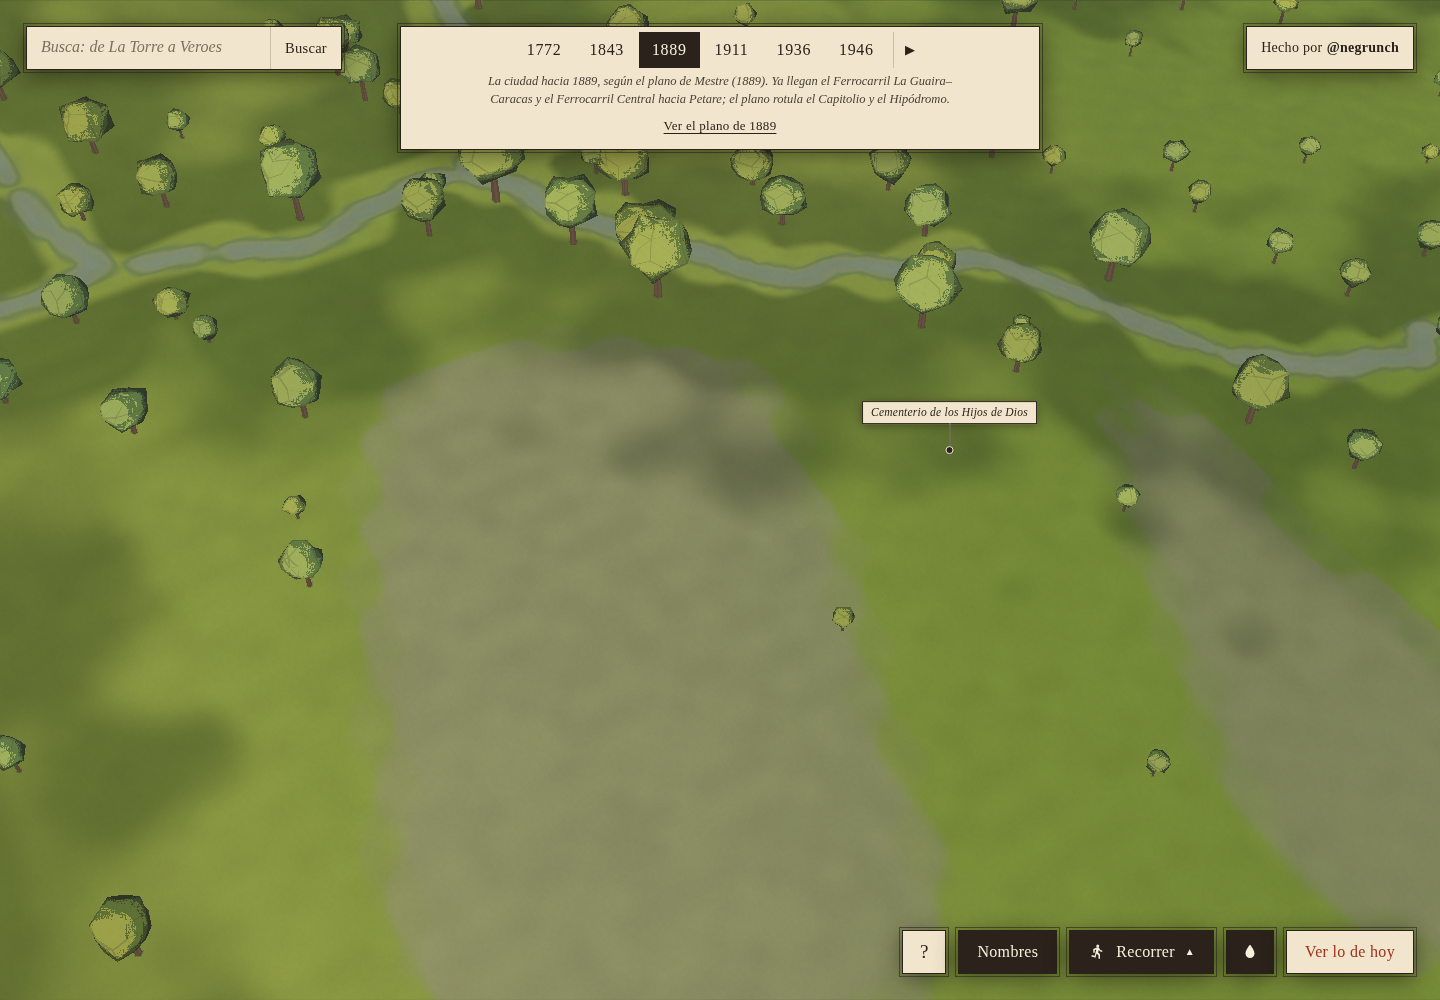 Busca: de La Torre a Veroes
Buscar
1772 1843 1889 1911 1936 1946
La ciudad hacia 1889, según el plano de Mestre (1889). Ya llegan el Ferrocarril La Guaira–
Caracas y el Ferrocarril Central hacia Petare; el plano rotula el Capitolio y el Hipódromo.
Ver el plano de 1889
Hecho por @negrunch
Cementerio de los Hijos de Dios
?
Nombres
Recorrer
Ver lo de hoy